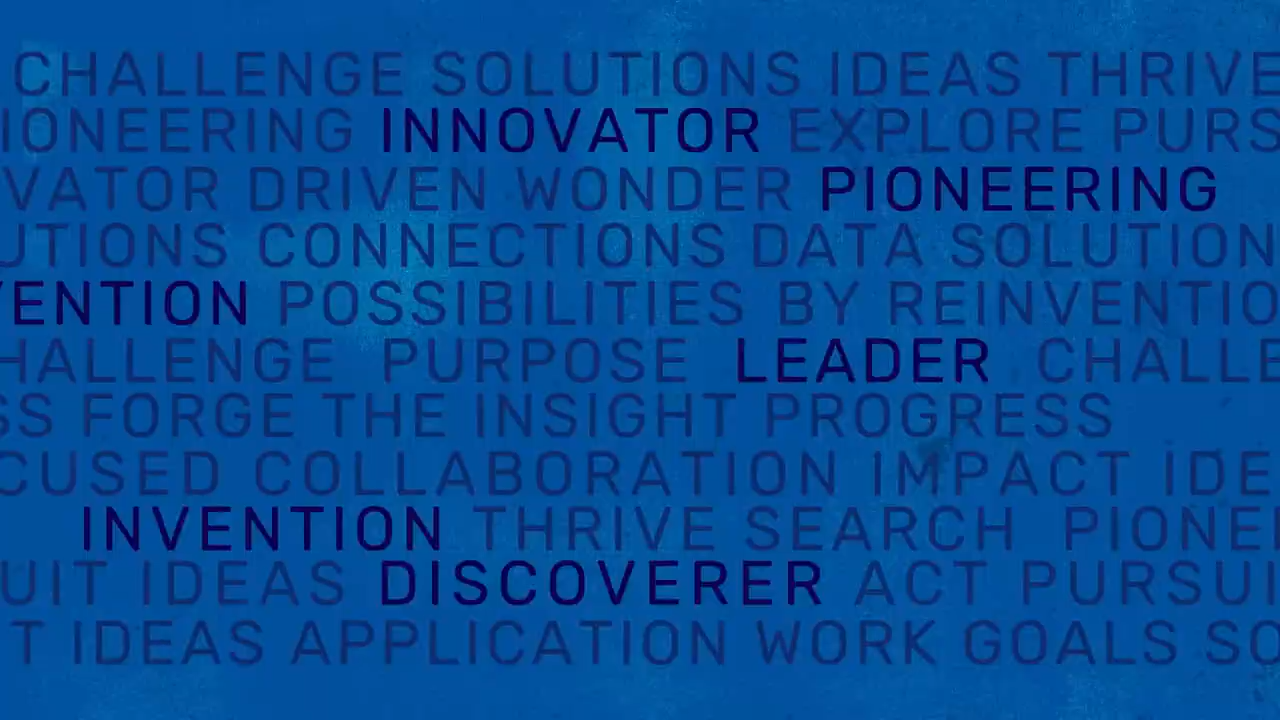 CHALLENGE SOLUTIONS IDEAS THRIVE
IONEERING INNOVATOR EXPLORE PURS
VATOR DRIVEN WONDER PIONEERING
UTIONS CONNECTIONS DATA SOLUTION
VENTION POSSIBILITIES BY REINVENTIO
HALLENGE PURPOSE LEADER CHALLE
SS FORGE THE INSIGHT PROGRESS
CUSED COLLABORATION IMPACT IDE
INVENTION THRIVE SEARCH PIONEE
UIT IDEAS DISCOVERER ACT PURSUI
T IDEAS APPLICATION WORK GOALS SO